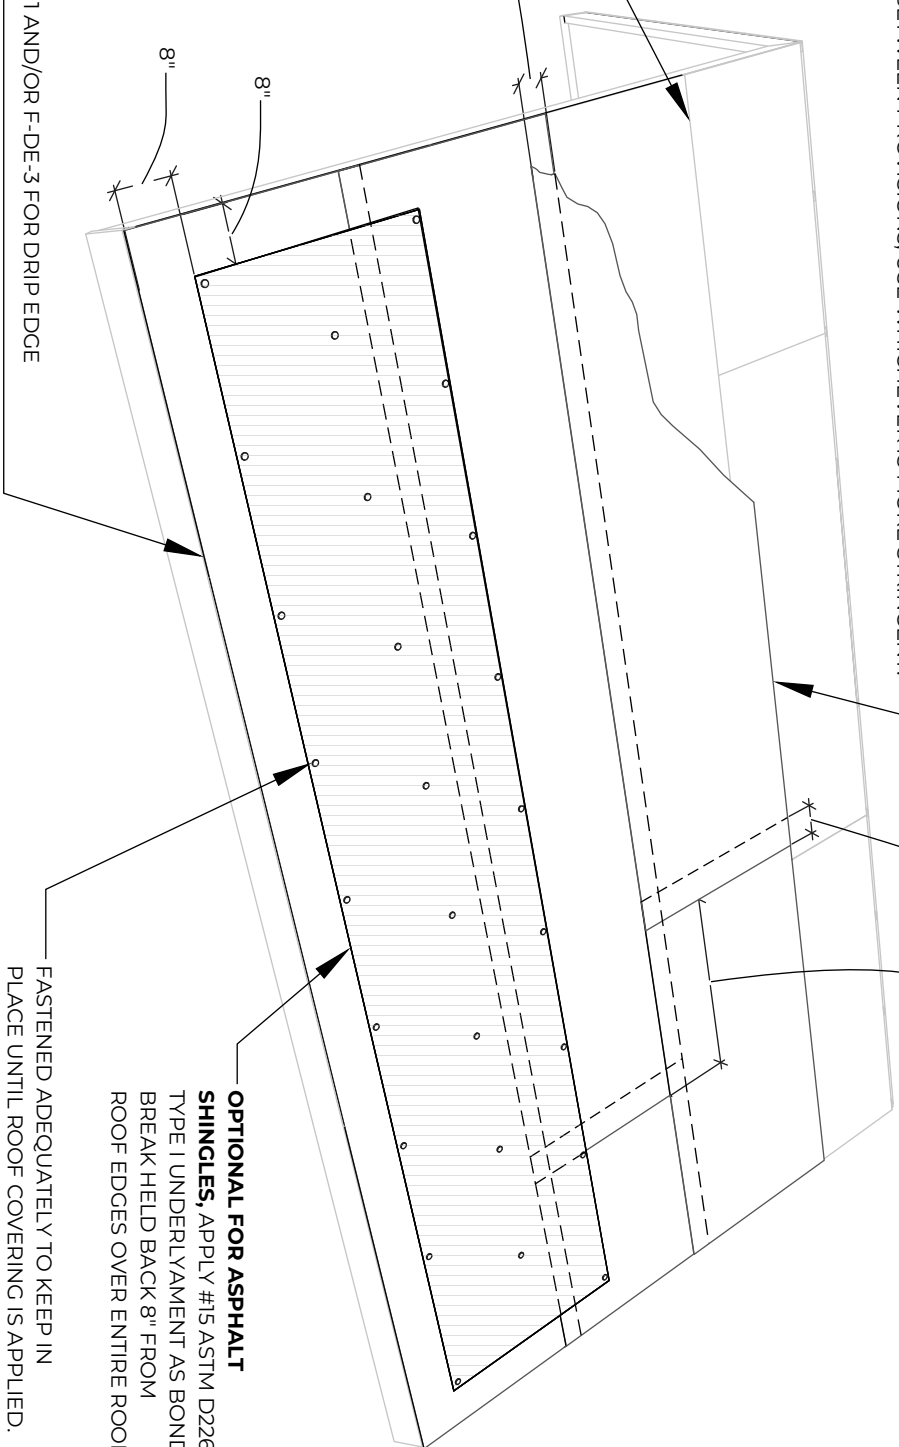 8"
8"
OPTIONAL FOR ASPHALT
SHINGLES, APPLY #15 ASTM D226
TYPE I UNDERLYAMENT AS BOND
BREAK HELD BACK 8" FROM
ROOF EDGES OVER ENTIRE ROOF
FASTENED ADEQUATELY TO KEEP IN
PLACE UNTIL ROOF COVERING IS APPLIED.
1 AND/OR F-DE-3 FOR DRIP EDGE